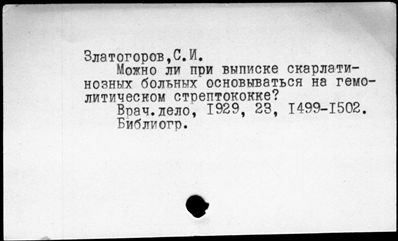 Златогоров,С.И.
Можно ли при выписке скарлати-
нозных больных основываться на гемо-
литическом стрептококке?
Врач.дело, 1929, 23, 1499-1502.
Библиогр.